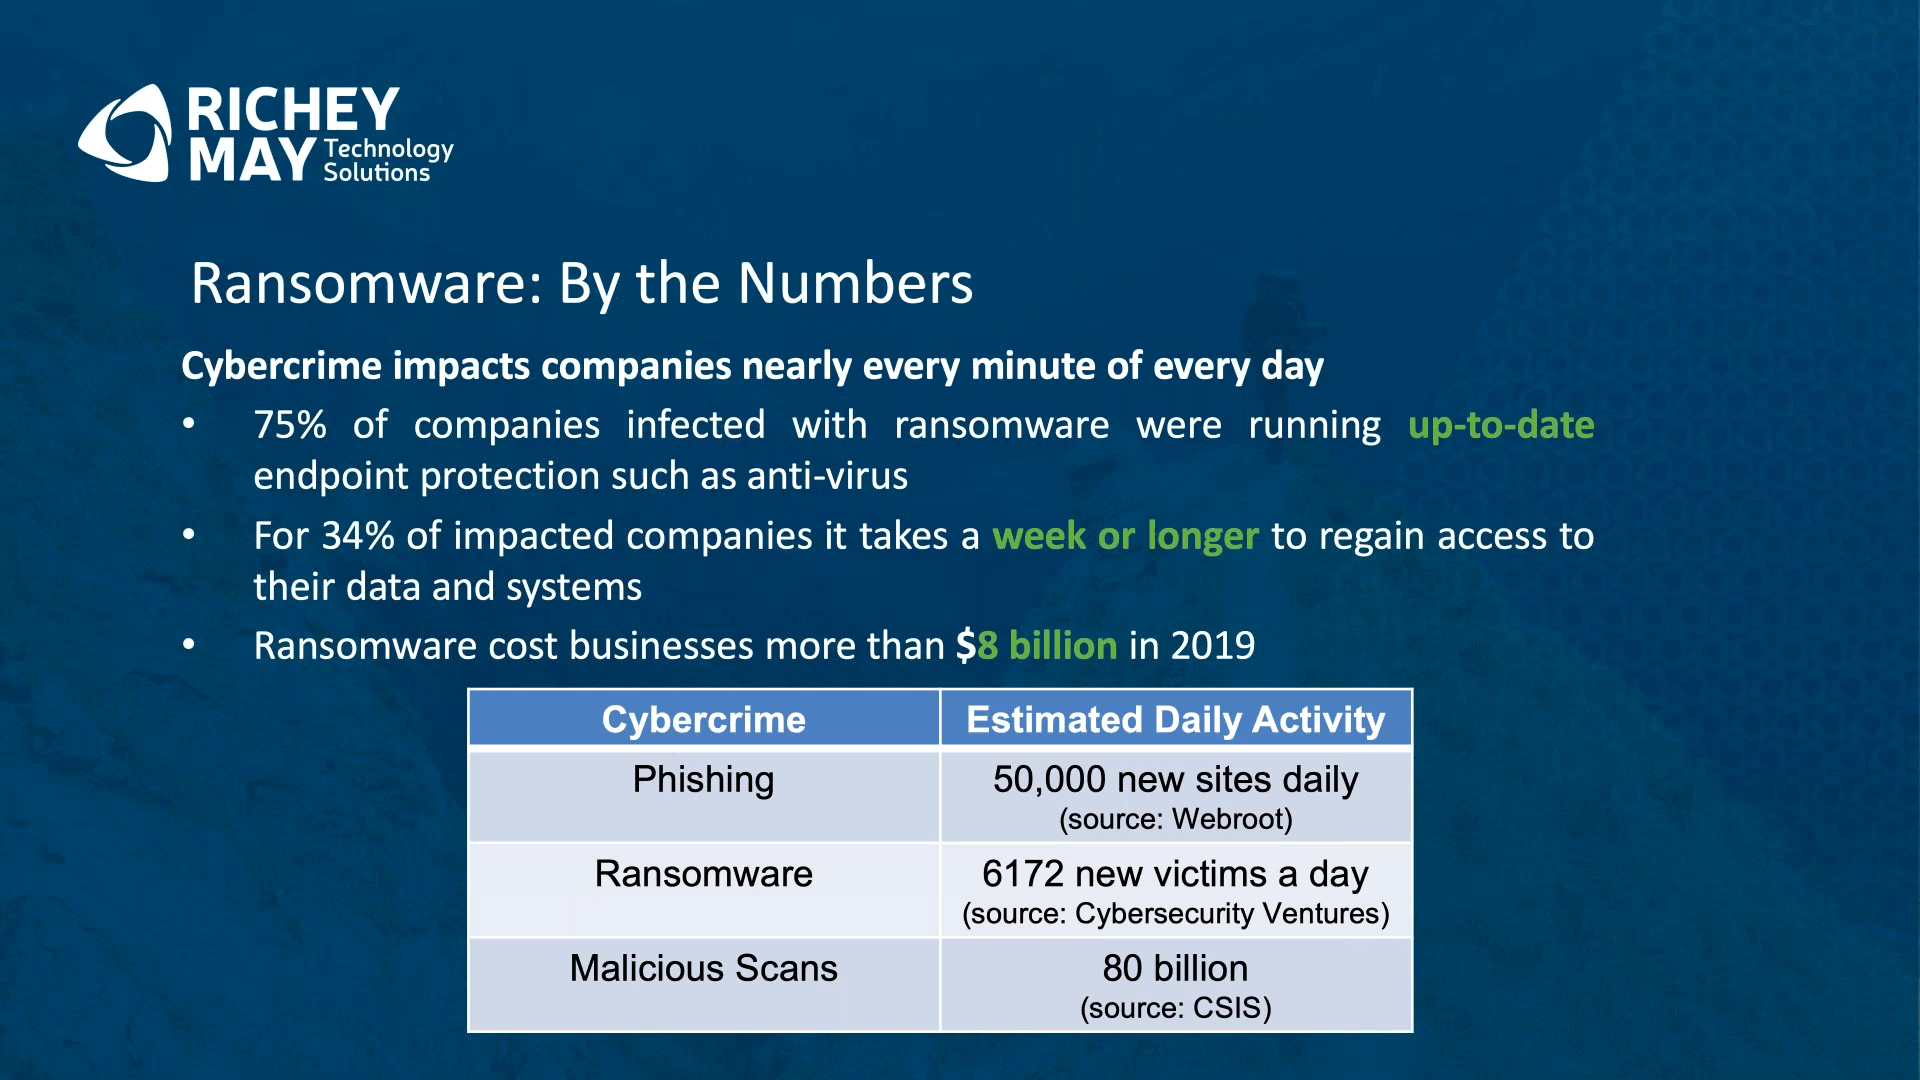 RICHEY
MAY Technology
Solutions
Ransomware: By the Numbers
Cybercrime impacts companies nearly every minute of every day
• 75% of companies infected with ransomware were running up-to-date
endpoint protection such as anti-virus
• For 34% of impacted companies it takes a week or longer to regain access to
their data and systems
• Ransomware cost businesses more than $8 billion in 2019
Cybercrime Estimated Daily Activity
Phishing 50,000 new sites daily
(source: Webroot)
Ransomware 6172 new victims a day
(source: Cybersecurity Ventures)
Malicious Scans 80 billion
(source: CSIS)